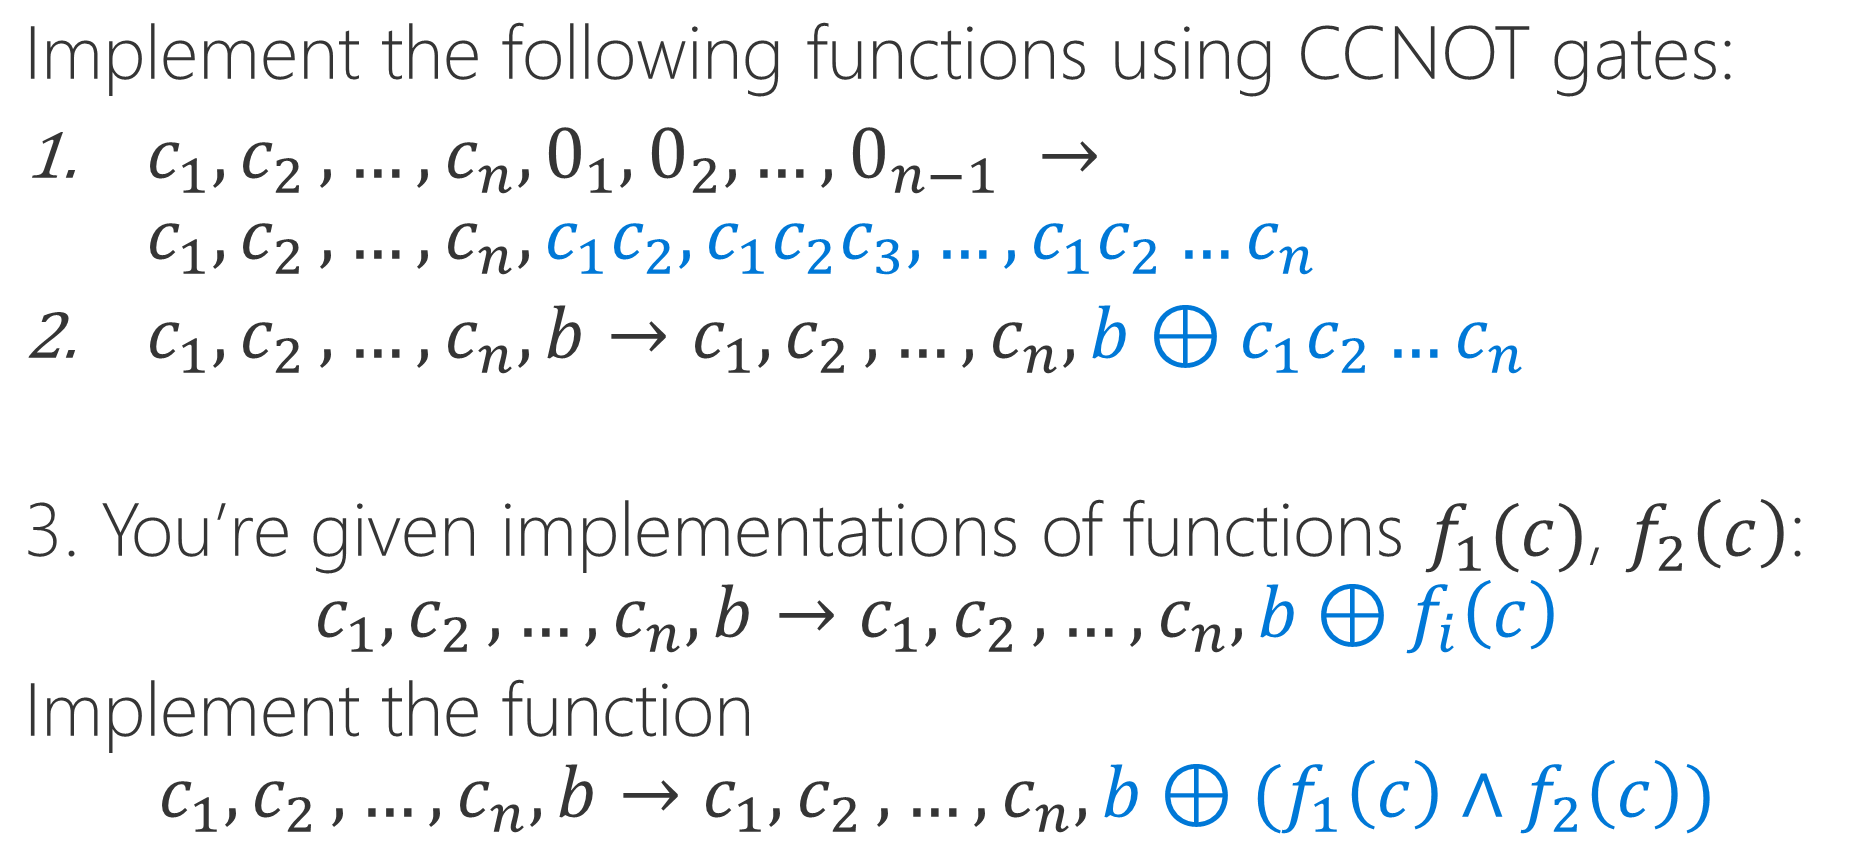 Implement the following functions using CCNOT gates:
1. c₁, c₂ , … , cₙ, 0₁, 0₂, … , 0ₙ₋₁ →
c₁, c₂ , … , cₙ, c₁c₂, c₁c₂c₃, … , c₁c₂ … cₙ
2. c₁, c₂ , … , cₙ, b → c₁, c₂ , … , cₙ, b ⊕ c₁c₂ … cₙ
3. You’re given implementations of functions f₁(c), f₂(c):
c₁, c₂ , … , cₙ, b → c₁, c₂ , … , cₙ, b ⊕ fᵢ(c)
Implement the function
c₁, c₂ , … , cₙ, b → c₁, c₂ , … , cₙ, b ⊕ (f₁(c) ∧ f₂(c))